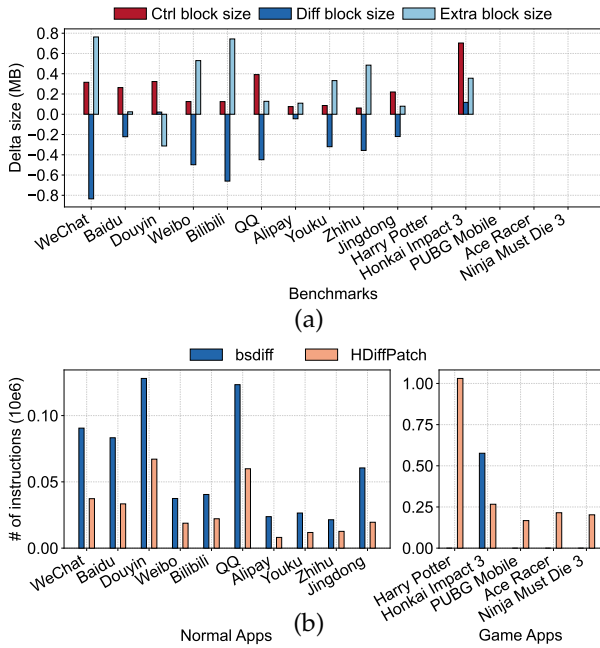 Ctrl block size Diff block size Extra block size
Delta size (MB)
0.8
0.6
0.4
0.2
0.0
−0.2
−0.4
−0.6
−0.8
WeChat Baidu Douyin Weibo Bilibili QQ Alipay Youku Zhihu Jingdong Harry Potter Honkai Impact 3 PUBG Mobile Ace Racer Ninja Must Die 3
Benchmarks
(a)
bsdiff HDiffPatch
# of instructions (10e6)
0.10
0.05
0.00
WeChat Baidu Douyin Weibo Bilibili QQ Alipay Youku Zhihu Jingdong
Normal Apps
1.00
0.75
0.50
0.25
0.00
Harry Potter Honkai Impact 3 PUBG Mobile Ace Racer Ninja Must Die 3
Game Apps
(b)